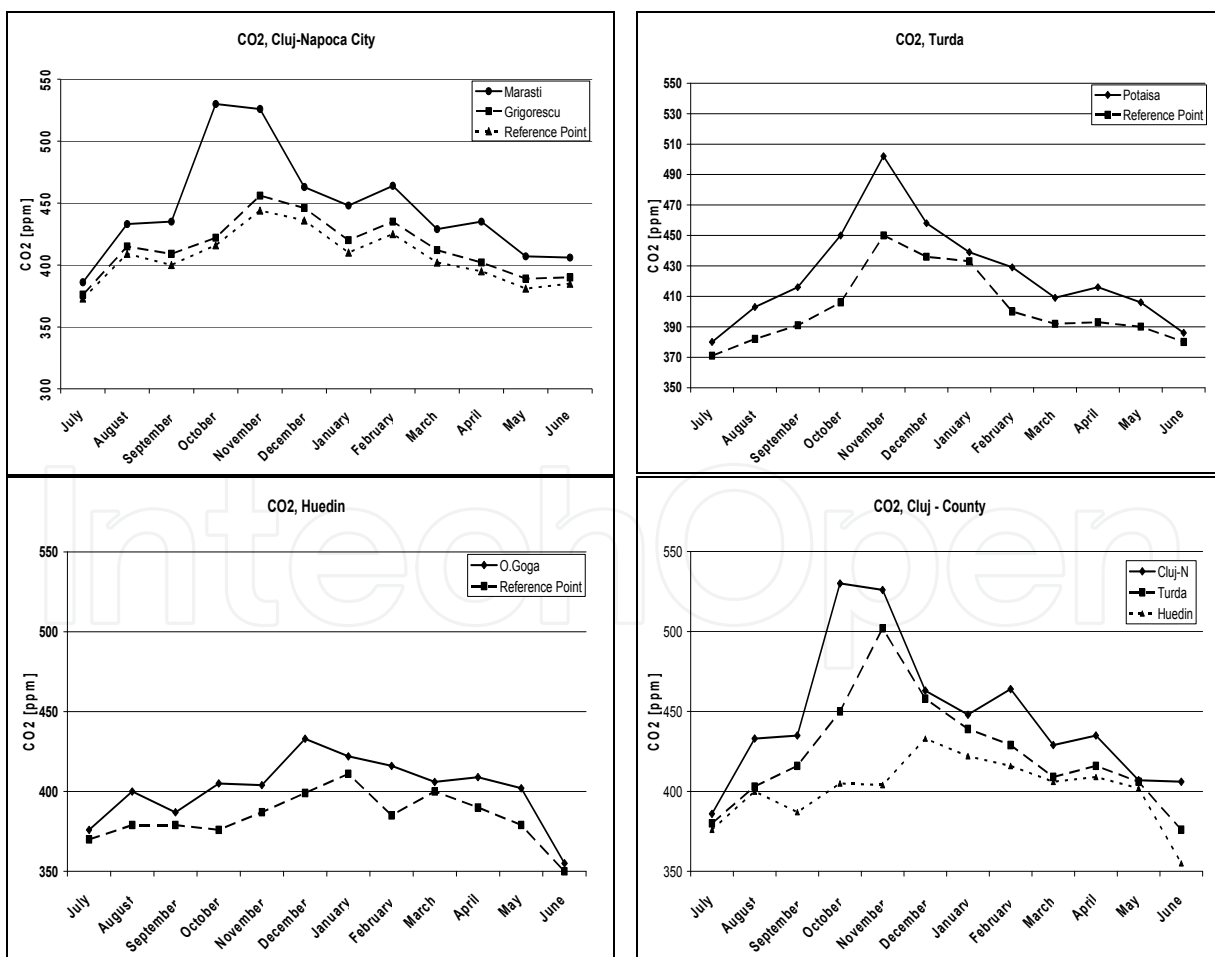 CO2, Cluj-Napoca City
CO2 [ppm]
550
500
450
400
350
300
Marasti
Grigorescu
Reference Point
July
August
September
October
November
December
January
February
March
April
May
June
CO2, Turda
CO2 [ppm]
550
530
510
490
470
450
430
410
390
370
350
Potaisa
Reference Point
July
August
September
October
November
December
January
February
March
April
May
June
CO2, Huedin
CO2 [ppm]
550
500
450
400
350
O.Goga
Reference Point
July
August
September
October
November
December
January
February
March
April
May
June
CO2, Cluj - County
CO2 [ppm]
550
500
450
400
350
Cluj-N
Turda
Huedin
July
August
September
October
November
December
January
February
March
April
May
June
IntechOpen